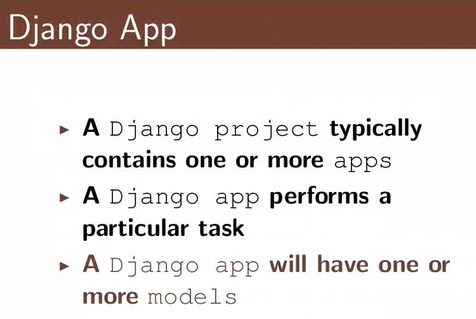 Django App
▸ A Django project typically
contains one or more apps
▸ A Django app performs a
particular task
▸ A Django app will have one or
more models